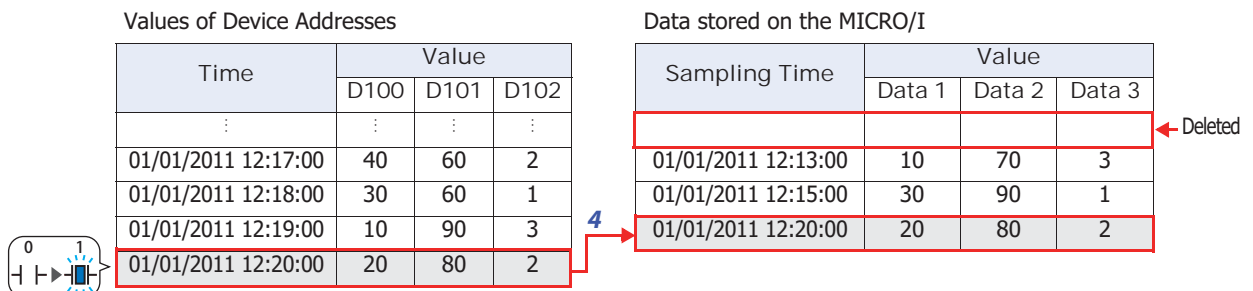 Values of Device Addresses
Data stored on the MICRO/I
Time Value
D100 D101 D102
⋮ ⋮ ⋮ ⋮
01/01/2011 12:17:00 40 60 2
01/01/2011 12:18:00 30 60 1
01/01/2011 12:19:00 10 90 3
01/01/2011 12:20:00 20 80 2
0 1
4
Sampling Time Value
Data 1 Data 2 Data 3
Deleted
01/01/2011 12:13:00 10 70 3
01/01/2011 12:15:00 30 90 1
01/01/2011 12:20:00 20 80 2